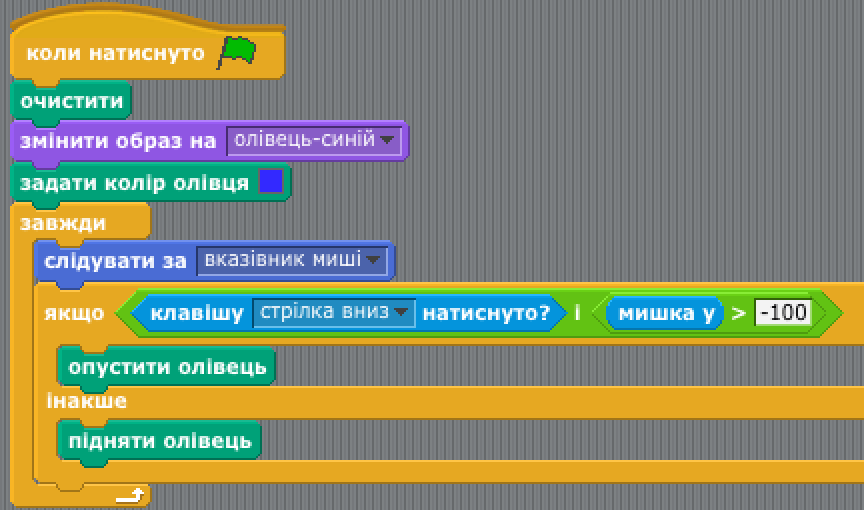 коли натиснуто
очистити
змінити образ на олівець-синій
задати колір олівця
завжди
слідувати за вказівник миші
якщо клавішу стрілка вниз натиснуто? і мишка y > -100
опустити олівець
інакше
підняти олівець